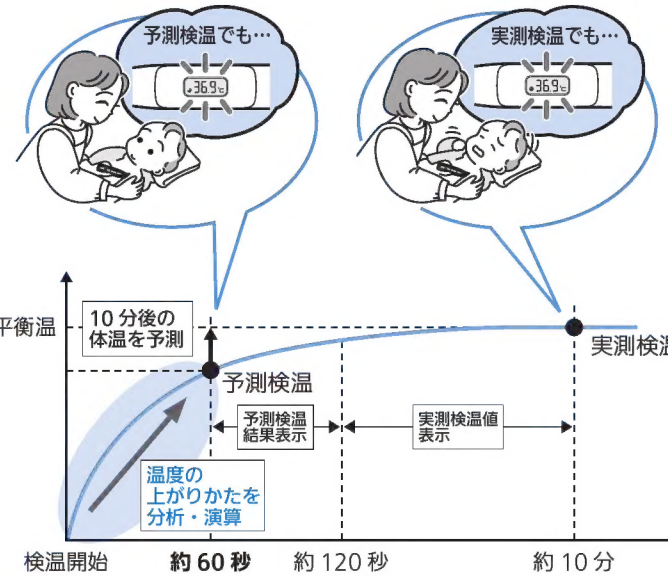 予測検温でも…
36.9℃
実測検温でも…
36.9℃
平衡温
10分後の
体温を予測
予測検温
実測検温
予測検温
結果表示
実測検温値
表示
温度の
上がりかたを
分析・演算
検温開始
約60秒
約120秒
約10分